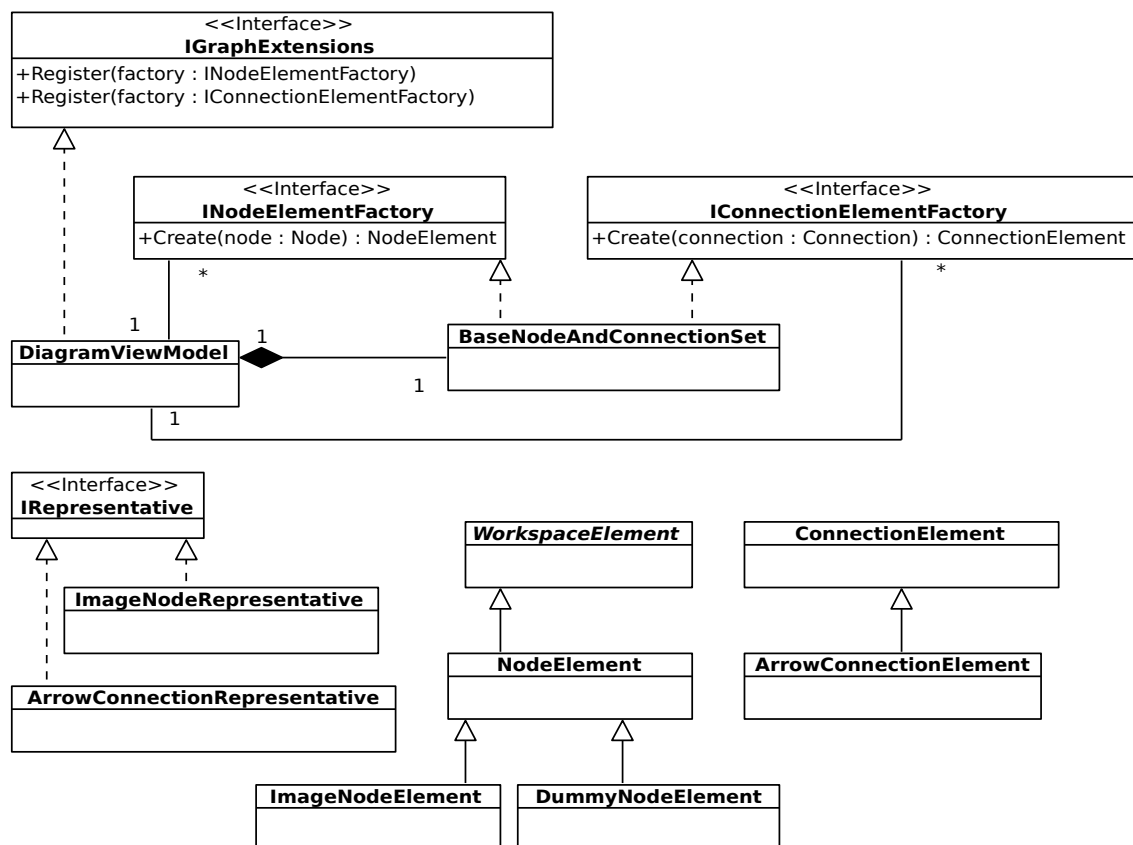 <<Interface>>
IGraphExtensions
+Register(factory : INodeElementFactory)
+Register(factory : IConnectionElementFactory)
<<Interface>>
INodeElementFactory
+Create(node : Node) : NodeElement
<<Interface>>
IConnectionElementFactory
+Create(connection : Connection) : ConnectionElement
*
*
1
1
DiagramViewModel
BaseNodeAndConnectionSet
1
1
<<Interface>>
IRepresentative
WorkspaceElement
ConnectionElement
ImageNodeRepresentative
NodeElement
ArrowConnectionElement
ArrowConnectionRepresentative
ImageNodeElement
DummyNodeElement